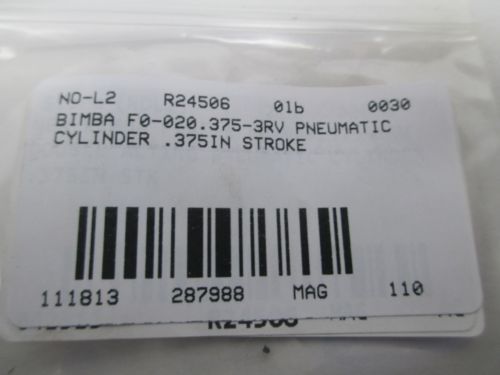 NO-L2 R24506 01b 0030
BIMBA F0-020.375-3RV PNEUMATIC
CYLINDER .375IN STROKE
111813 287988 MAG 110